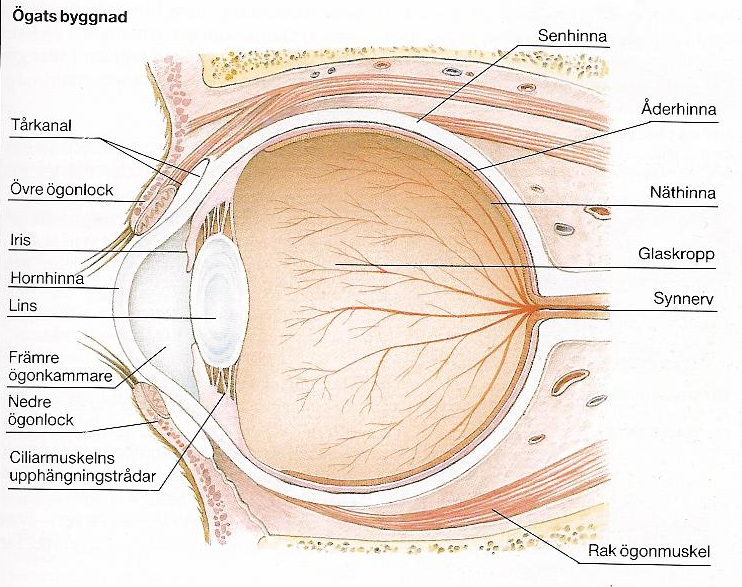 Ögats byggnad
Tårkanal
Övre ögonlock
Iris
Hornhinna
Lins
Främre
ögonkammare
Nedre
ögonlock
Ciliarmuskelns
upphängningstrådar
Senhinna
Åderhinna
Näthinna
Glaskropp
Synnerv
Rak ögonmuskel